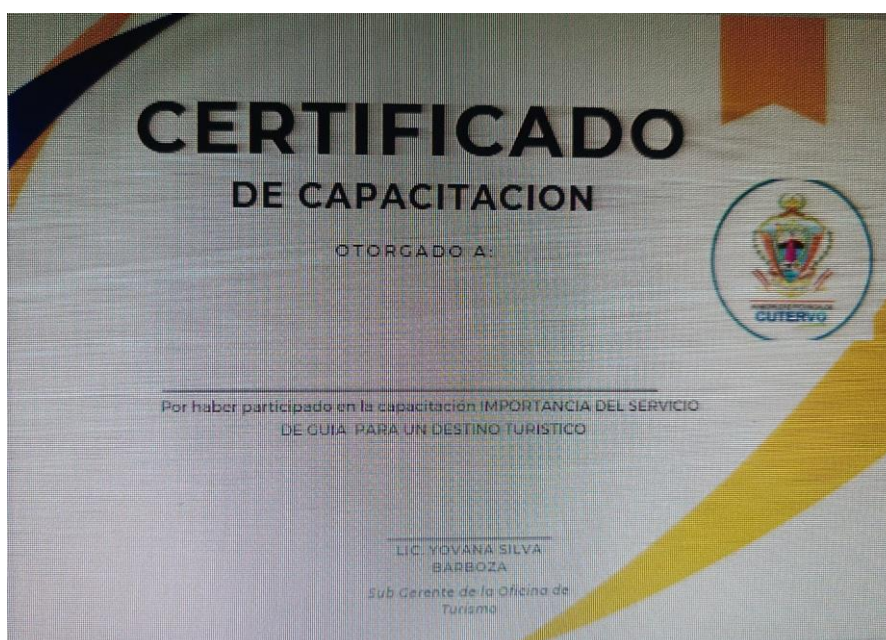 CERTIFICADO
DE CAPACITACION
OTORGADO A:
CUTERVO
Por haber participado en la capacitación IMPORTANCIA DEL SERVICIO
DE GUIA PARA UN DESTINO TURISTICO
LIC. YOVANA SILVA
BARBOZA
Sub Gerente de la Oficina de
Turismo